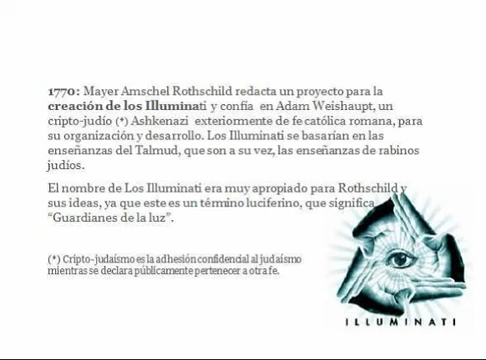 1770: Mayer Amschel Rothschild redacta un proyecto para la
creación de los Illuminati y confía en Adam Weishaupt, un
cripto-judío (*) Ashkenazi exteriormente de fe católica romana, para
su organización y desarrollo. Los Illuminati se basarían en las
enseñanzas del Talmud, que son a su vez, las enseñanzas de rabinos
judíos.
El nombre de Los Illuminati era muy apropiado para Rothschild y
sus ideas, ya que este es un término luciferino, que significa
“Guardianes de la luz”.
(*) Cripto-judaísmo es la adhesión confidencial al judaísmo
mientras se declara públicamente pertenecer a otra fe.
ILLUMINATI